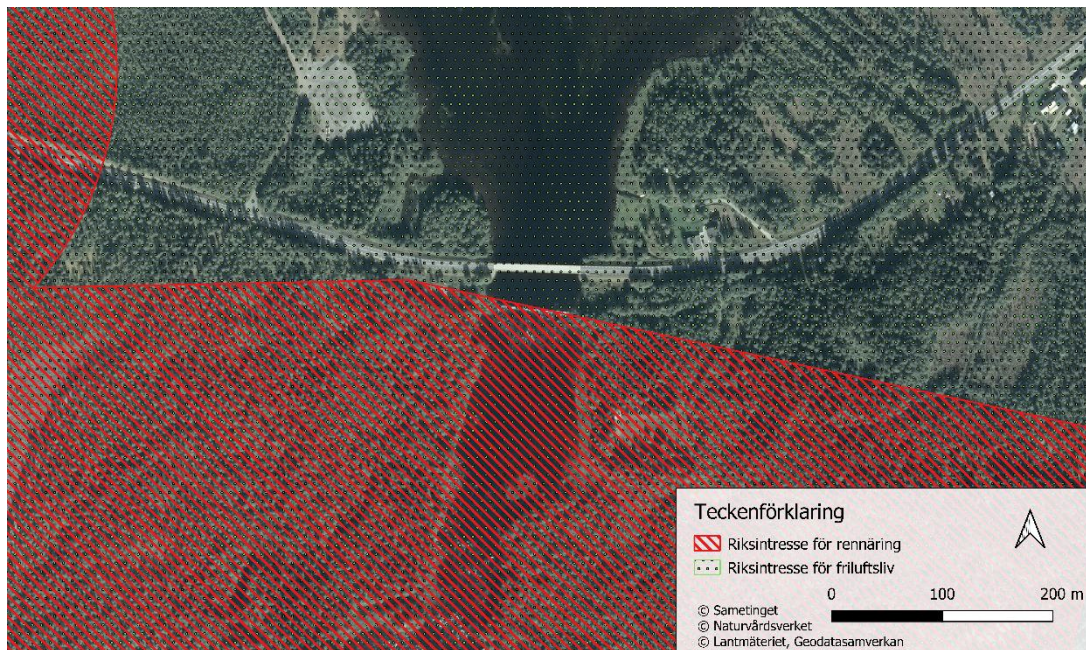 Teckenförklaring
Riksintresse för rennäring
Riksintresse för friluftsliv
0 100 200 m
© Sametinget
© Naturvårdsverket
© Lantmäteriet, Geodatasamverkan